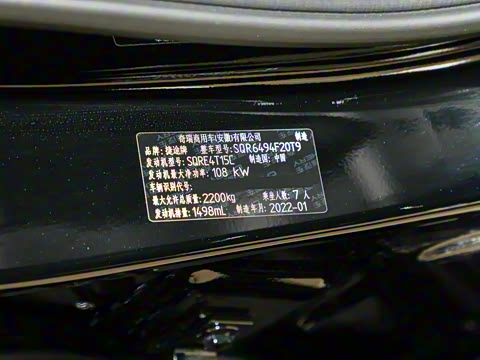 奇瑞商用车(安徽)有限公司 制造
品牌: 捷途牌 整车型号: SQR6494F20T9
发动机型号: SQRE4T15C 制造国: 中国
发动机最大净功率: 108 KW
车辆识别代号:
最大允许总质量: 2200kg 乘坐人数: 7 人
发动机排量: 1498mL 制造年月: 2022-01